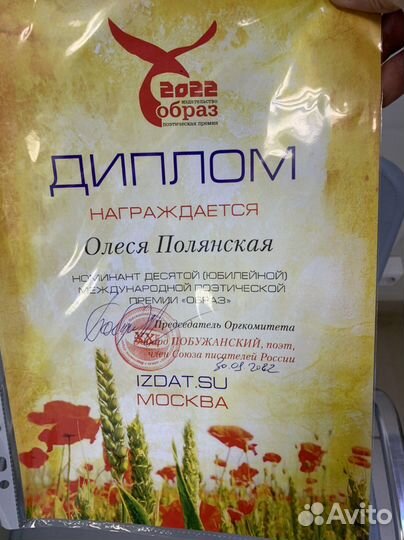 2022
издательство
образ
поэтическая премия
ДИПЛОМ
НАГРАЖДАЕТСЯ
Олеся Полянская
НОМИНАНТ ДЕСЯТОЙ (ЮБИЛЕЙНОЙ)
МЕЖДУНАРОДНОЙ ПОЭТИЧЕСКОЙ
ПРЕМИИ «ОБРАЗ»
Председатель Оргкомитета
Эдуард ПОБУЖАНСКИЙ, поэт,
член Союза писателей России
IZDAT.SU
МОСКВА
Avito